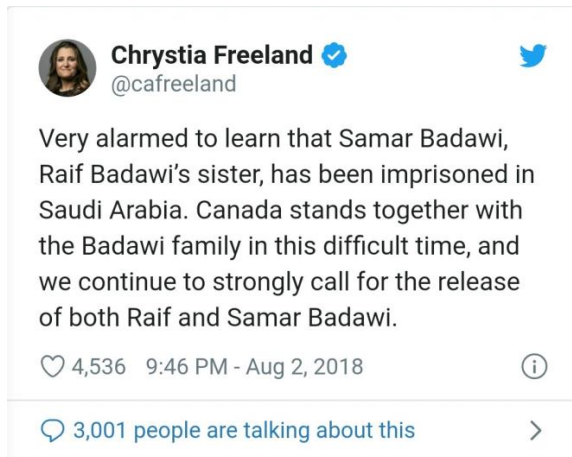 Chrystia Freeland
@cafreeland
Very alarmed to learn that Samar Badawi,
Raif Badawi’s sister, has been imprisoned in
Saudi Arabia. Canada stands together with
the Badawi family in this difficult time, and
we continue to strongly call for the release
of both Raif and Samar Badawi.
4,536 9:46 PM - Aug 2, 2018
3,001 people are talking about this